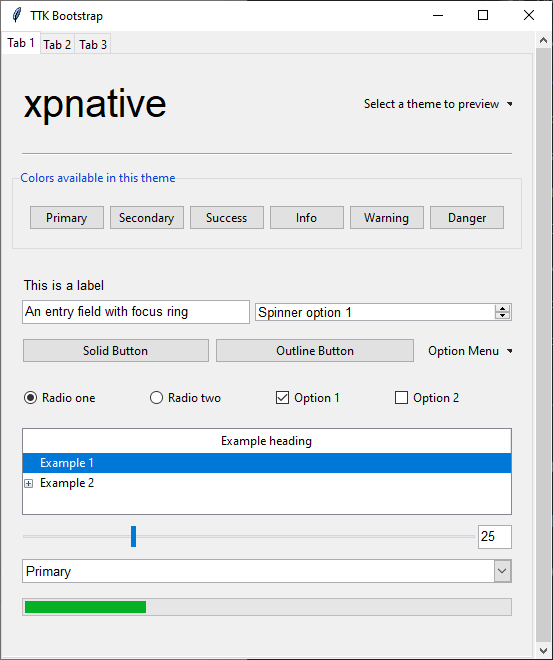 TTK Bootstrap
Tab 1 Tab 2 Tab 3
xpnative
Select a theme to preview
Colors available in this theme
Primary Secondary Success Info Warning Danger
This is a label
An entry field with focus ring Spinner option 1
Solid Button Outline Button Option Menu
Radio one Radio two Option 1 Option 2
Example heading
Example 1
Example 2
25
Primary